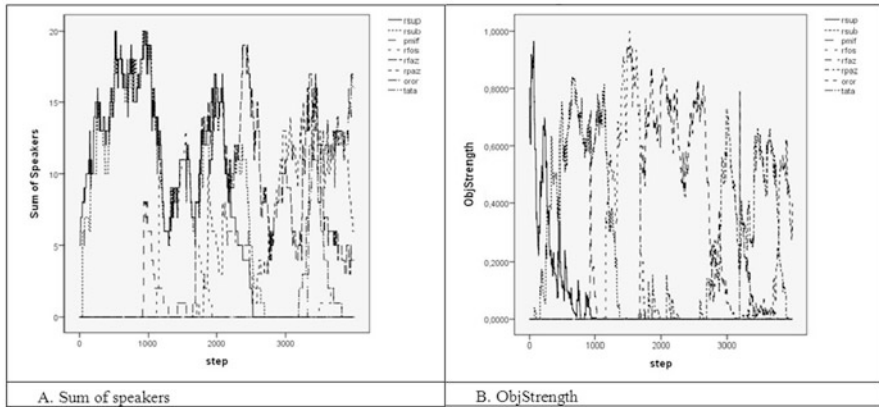 20
15
10
5
0
Sum of Speakers
0
1000
2000
3000
step
rsup
rsub
pmif
rfos
rfaz
rpaz
oror
tata
1,0000
0,8000
0,6000
0,4000
0,2000
0,0000
ObjStrength
0
1000
2000
3000
step
rsup
rsub
pmif
rfos
rfaz
rpaz
oror
tata
A. Sum of speakers
B. ObjStrength